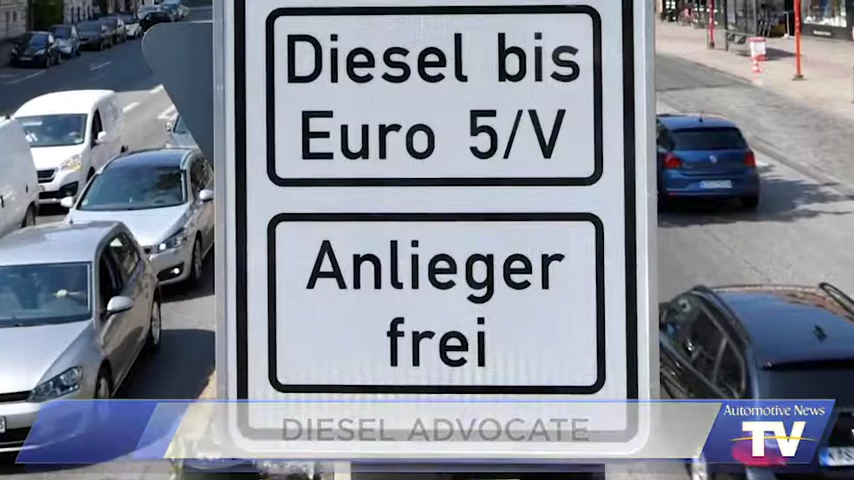 Diesel bis
Euro 5/V
Anlieger
frei
DIESEL ADVOCATE
Automotive News
TV